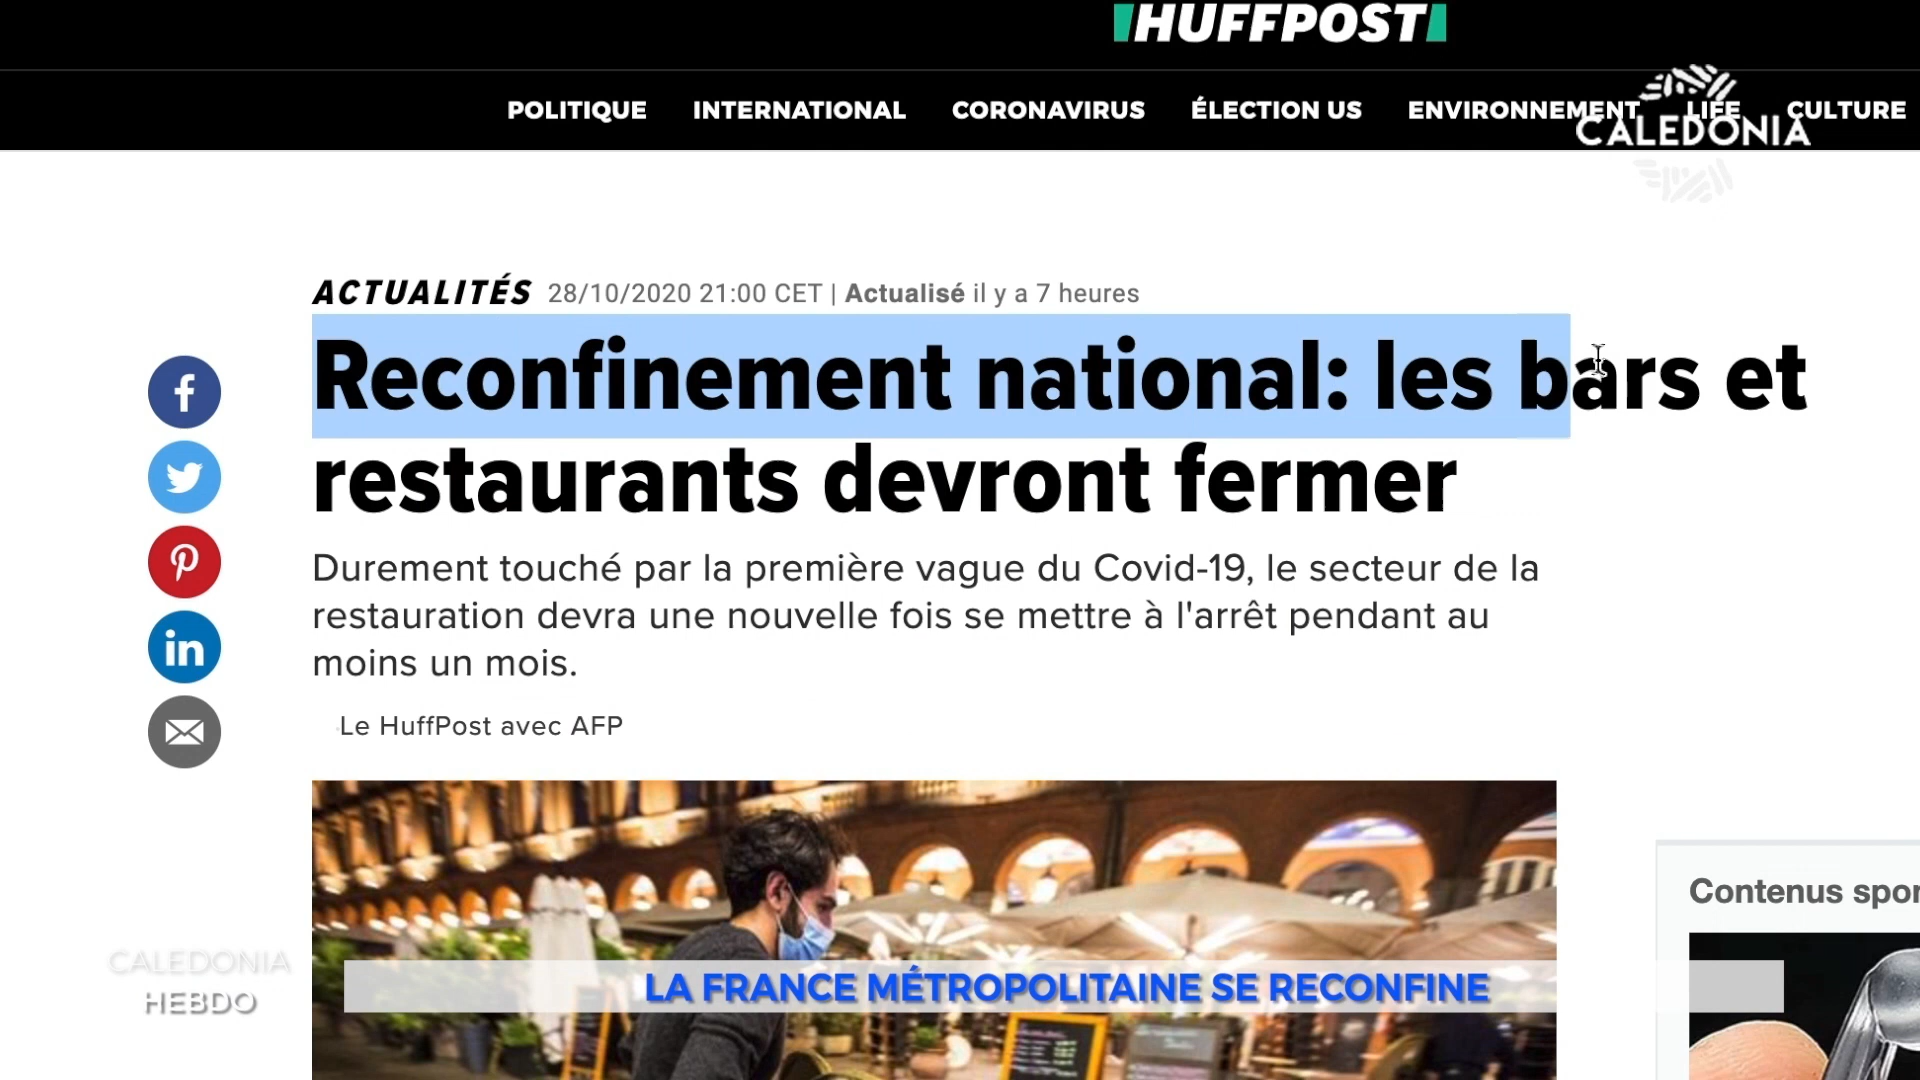 HUFFPOST
POLITIQUE INTERNATIONAL CORONAVIRUS ÉLECTION US ENVIRONNEMENT LIFE CULTURE
CALEDONIA
ACTUALITÉS 28/10/2020 21:00 CET | Actualisé il y a 7 heures
Reconfinement national: les bars et
restaurants devront fermer
Durement touché par la première vague du Covid-19, le secteur de la
restauration devra une nouvelle fois se mettre à l'arrêt pendant au
moins un mois.
Le HuffPost avec AFP
Contenus spor
CALEDONIA
HEBDO
LA FRANCE MÉTROPOLITAINE SE RECONFINE